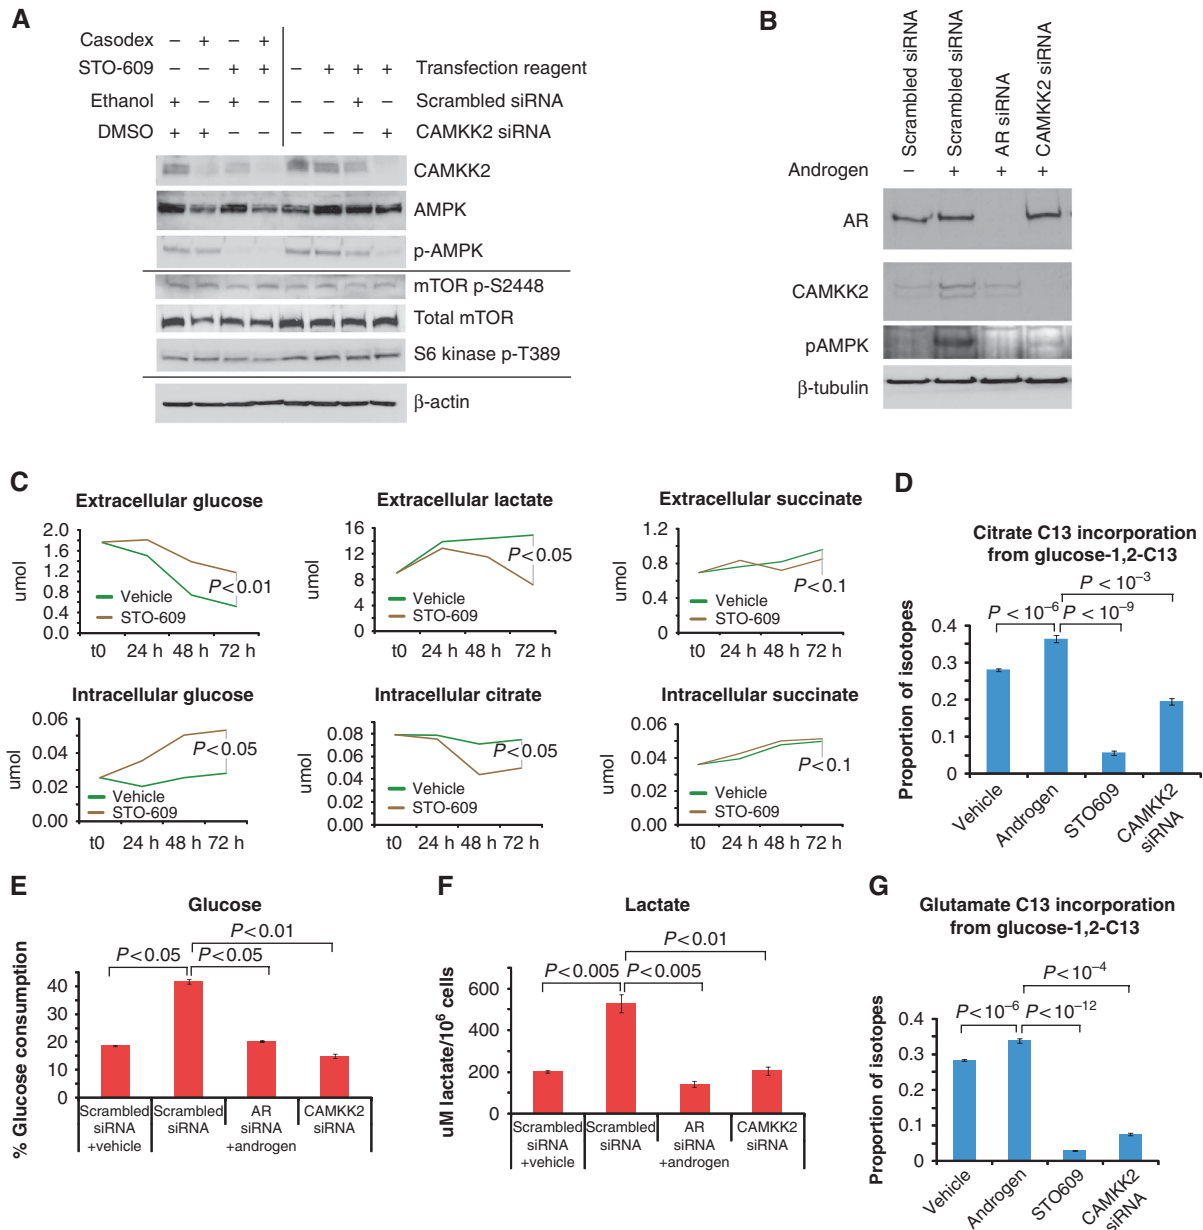 A
Casodex – + – +
STO-609 – – + + – + + + Transfection reagent
Ethanol + – + – – – + – Scrambled siRNA
DMSO + + – – – – – + CAMKK2 siRNA
CAMKK2
AMPK
p-AMPK
mTOR p-S2448
Total mTOR
S6 kinase p-T389
β-actin
B
Scrambled siRNA
Scrambled siRNA
AR siRNA
CAMKK2 siRNA
Androgen – + + +
AR
CAMKK2
pAMPK
β-tubulin
C
Extracellular glucose
umol
2.0
1.6
1.2
0.8
0.4
0.0
P<0.01
Vehicle
STO-609
t0 24 h 48 h 72 h
Extracellular lactate
umol
16
12
8
4
0
P<0.05
Vehicle
STO-609
t0 24 h 48 h 72 h
Extracellular succinate
umol
1.2
0.8
0.4
0
P<0.1
Vehicle
STO-609
t0 24 h 48 h 72 h
Intracellular glucose
umol
0.06
0.04
0.02
0.00
P<0.05
Vehicle
STO-609
t0 24 h 48 h 72 h
Intracellular citrate
umol
0.08
0.06
0.04
0.02
0.00
P<0.05
Vehicle
STO-609
t0 24 h 48 h 72 h
Intracellular succinate
umol
0.06
0.04
0.02
0.00
P<0.1
Vehicle
STO-609
t0 24 h 48 h 72 h
D
Citrate C13 incorporation
from glucose-1,2-C13
P < 10⁻³
P < 10⁻⁶ P < 10⁻⁹
Proportion of isotopes
0.4
0.3
0.2
0.1
0
Vehicle
Androgen
STO609
CAMKK2
siRNA
E
Glucose
P<0.01
P<0.05 P<0.05
% Glucose consumption
40
30
20
10
0
Scrambled Scrambled AR CAMKK2
siRNA siRNA siRNA siRNA
+vehicle +androgen
F
Lactate
P<0.01
P<0.005 P<0.005
uM lactate/10⁶ cells
600
400
200
0
Scrambled Scrambled AR CAMKK2
siRNA siRNA siRNA siRNA
+vehicle +androgen
G
Glutamate C13 incorporation
from glucose-1,2-C13
P<10⁻⁴
P<10⁻⁶ P<10⁻¹²
Proportion of isotopes
0.4
0.3
0.2
0.1
0
Vehicle
Androgen
STO609
CAMKK2
siRNA